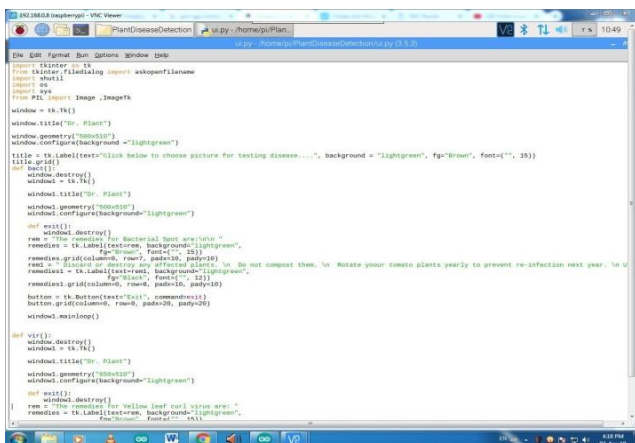 192.168.0.8 (raspberrypi) - VNC Viewer
PlantDiseaseDetection ui.py - /home/pi/Plan... 7 % 10:49
ui.py - /home/pi/PlantDiseaseDetection/ui.py (3.5.3)
File Edit Format Run Options Window Help
import tkinter as tk
from tkinter.filedialog import askopenfilename
import shutil
import os
import sys
from PIL import Image ,ImageTk
window = tk.Tk()
window.title("Dr. Plant")
window.geometry("500x510")
window.configure(background ="lightgreen")
title = tk.Label(text="Click below to choose picture for testing disease....", background = "lightgreen", fg="Brown", font=("", 15))
title.grid()
def bact():
window.destroy()
window1 = tk.Tk()
window1.title("Dr. Plant")
window1.geometry("500x510")
window1.configure(background="lightgreen")
def exit():
window1.destroy()
rem = "The remedies for Bacterial Spot are:\n\n "
remedies = tk.Label(text=rem, background="lightgreen",
fg="Brown", font=("", 15))
remedies.grid(column=0, row=7, padx=10, pady=10)
rem1 = " Discard or destroy any affected plants. \n Do not compost them. \n Rotate yoour tomato plants yearly to prevent re-infection next year. \n U
remedies1 = tk.Label(text=rem1, background="lightgreen",
fg="Black", font=("", 12))
remedies1.grid(column=0, row=8, padx=10, pady=10)
button = tk.Button(text="Exit", command=exit)
button.grid(column=0, row=9, padx=20, pady=20)
window1.mainloop()
def vir():
window.destroy()
window1 = tk.Tk()
window1.title("Dr. Plant")
window1.geometry("650x510")
window1.configure(background="lightgreen")
def exit():
window1.destroy()
rem = "The remedies for Yellow leaf curl virus are: "
remedies = tk.Label(text=rem, background="lightgreen",
fg="Brown", font=("", 15))
EN 4:18 PM